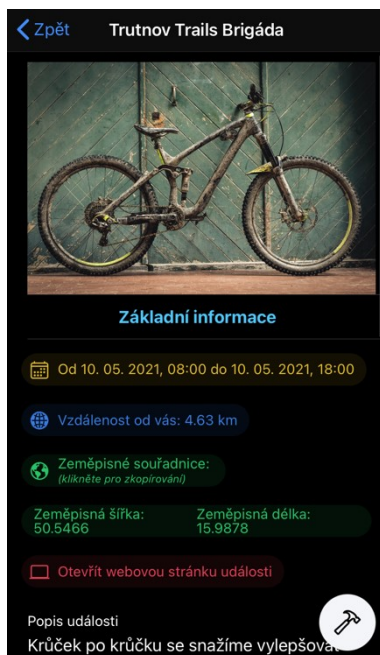 Zpět
Trutnov Trails Brigáda
Základní informace
Od 10. 05. 2021, 08:00 do 10. 05. 2021, 18:00
Vzdálenost od vás: 4.63 km
Zeměpisné souřadnice:
(klikněte pro zkopírování)
Zeměpisná šířka: Zeměpisná délka:
50.5466 15.9878
Otevřít webovou stránku události
Popis události
Krůček po krůčku se snažíme